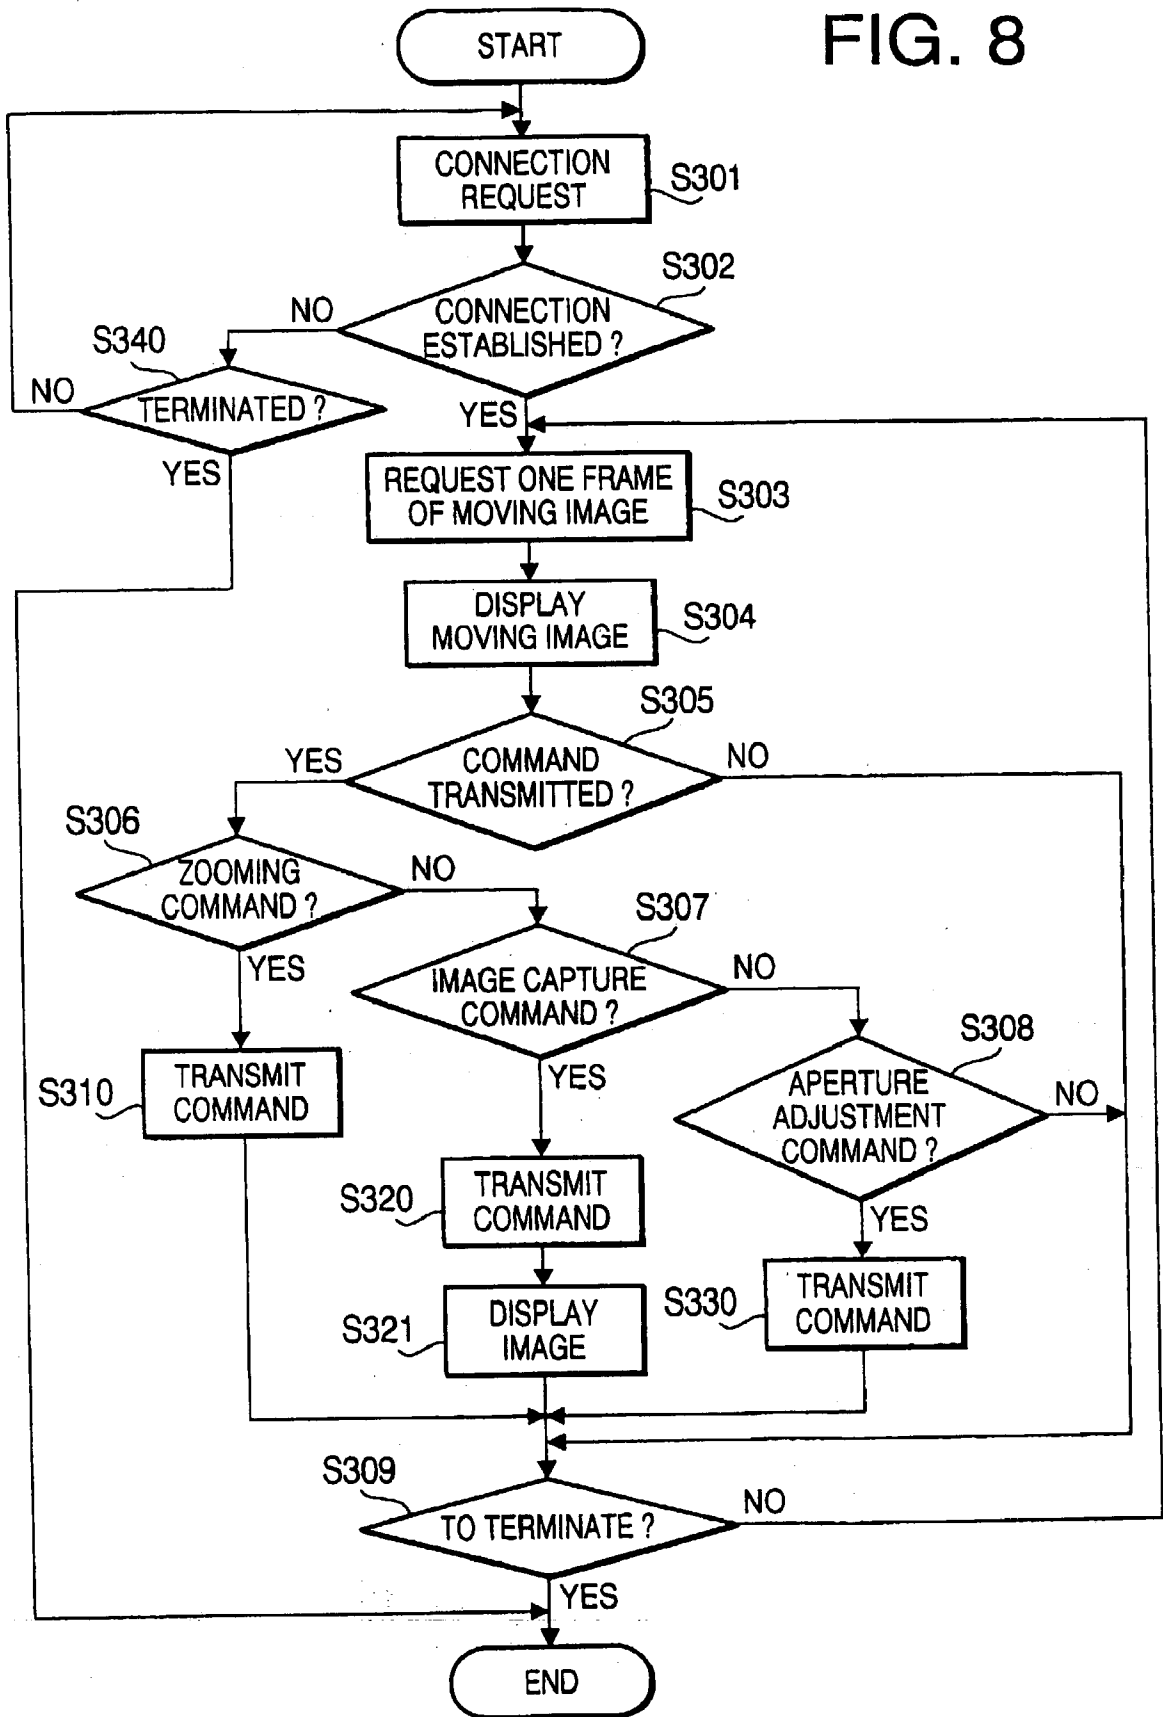 FIG. 8
START
CONNECTION
REQUEST
S301
S302
CONNECTION
ESTABLISHED ?
NO
S340
NO
TERMINATED ?
YES
YES
REQUEST ONE FRAME
OF MOVING IMAGE
S303
DISPLAY
MOVING IMAGE
S304
S305
YES
COMMAND
TRANSMITTED ?
NO
S306
ZOOMING
COMMAND ?
NO
YES
S307
IMAGE CAPTURE
COMMAND ?
NO
YES
S308
APERTURE
ADJUSTMENT
COMMAND ?
NO
YES
S310
TRANSMIT
COMMAND
S320
TRANSMIT
COMMAND
S330
TRANSMIT
COMMAND
S321
DISPLAY
IMAGE
S309
TO TERMINATE ?
NO
YES
END